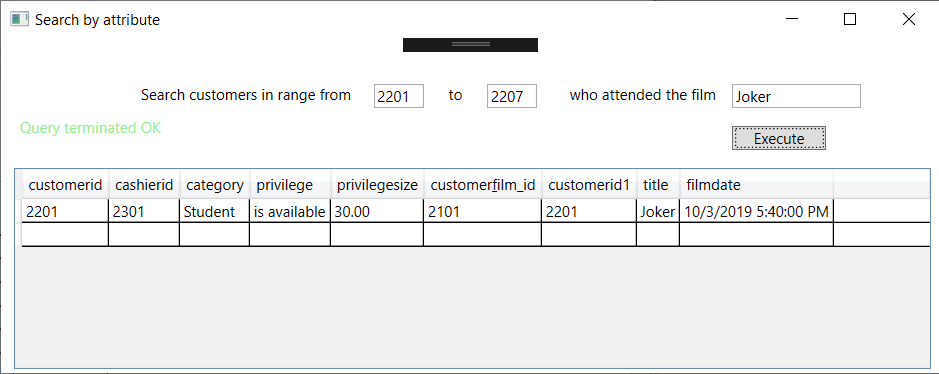 Search by attribute
Search customers in range from 2201 to 2207 who attended the film Joker
Query terminated OK
Execute
customerid cashierid category privilege privilegesize customerfilm_id customerid1 title filmdate
2201 2301 Student is available 30.00 2101 2201 Joker 10/3/2019 5:40:00 PM